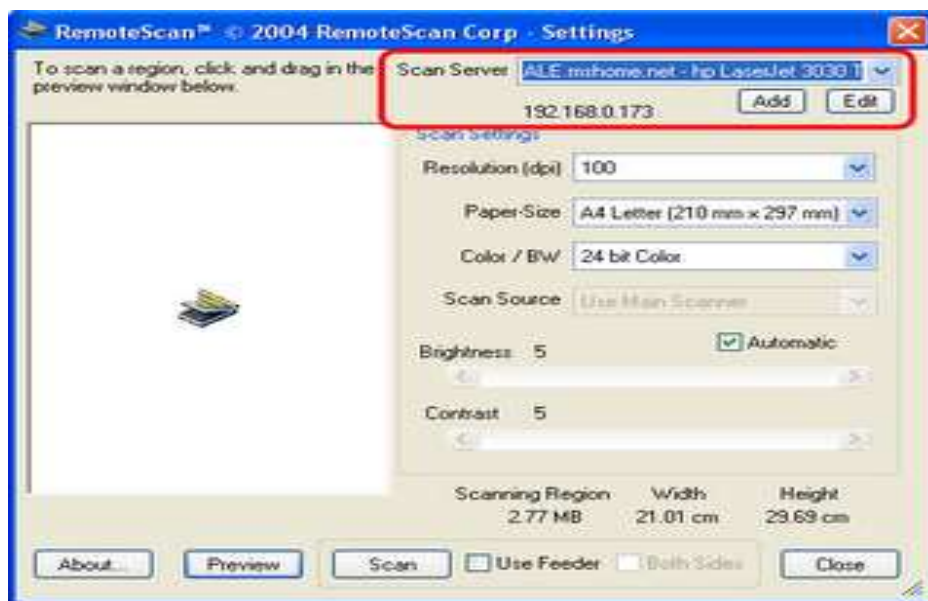 RemoteScan™ © 2004 RemoteScan Corp - Settings
To scan a region, click and drag in the
preview window below.
Scan Server ALE.mshome.net - hp LaserJet 3030 T
192.168.0.173 Add Edit
Scan Settings
Resolution (dpi) 100
Paper-Size A4 Letter (210 mm x 297 mm)
Color / BW 24 bit Color
Scan Source Use Main Scanner
Automatic
Brightness 5
Contrast 5
Scanning Region Width Height
2.77 MB 21.01 cm 29.69 cm
About... Preview Scan Use Feeder Both Sides Close